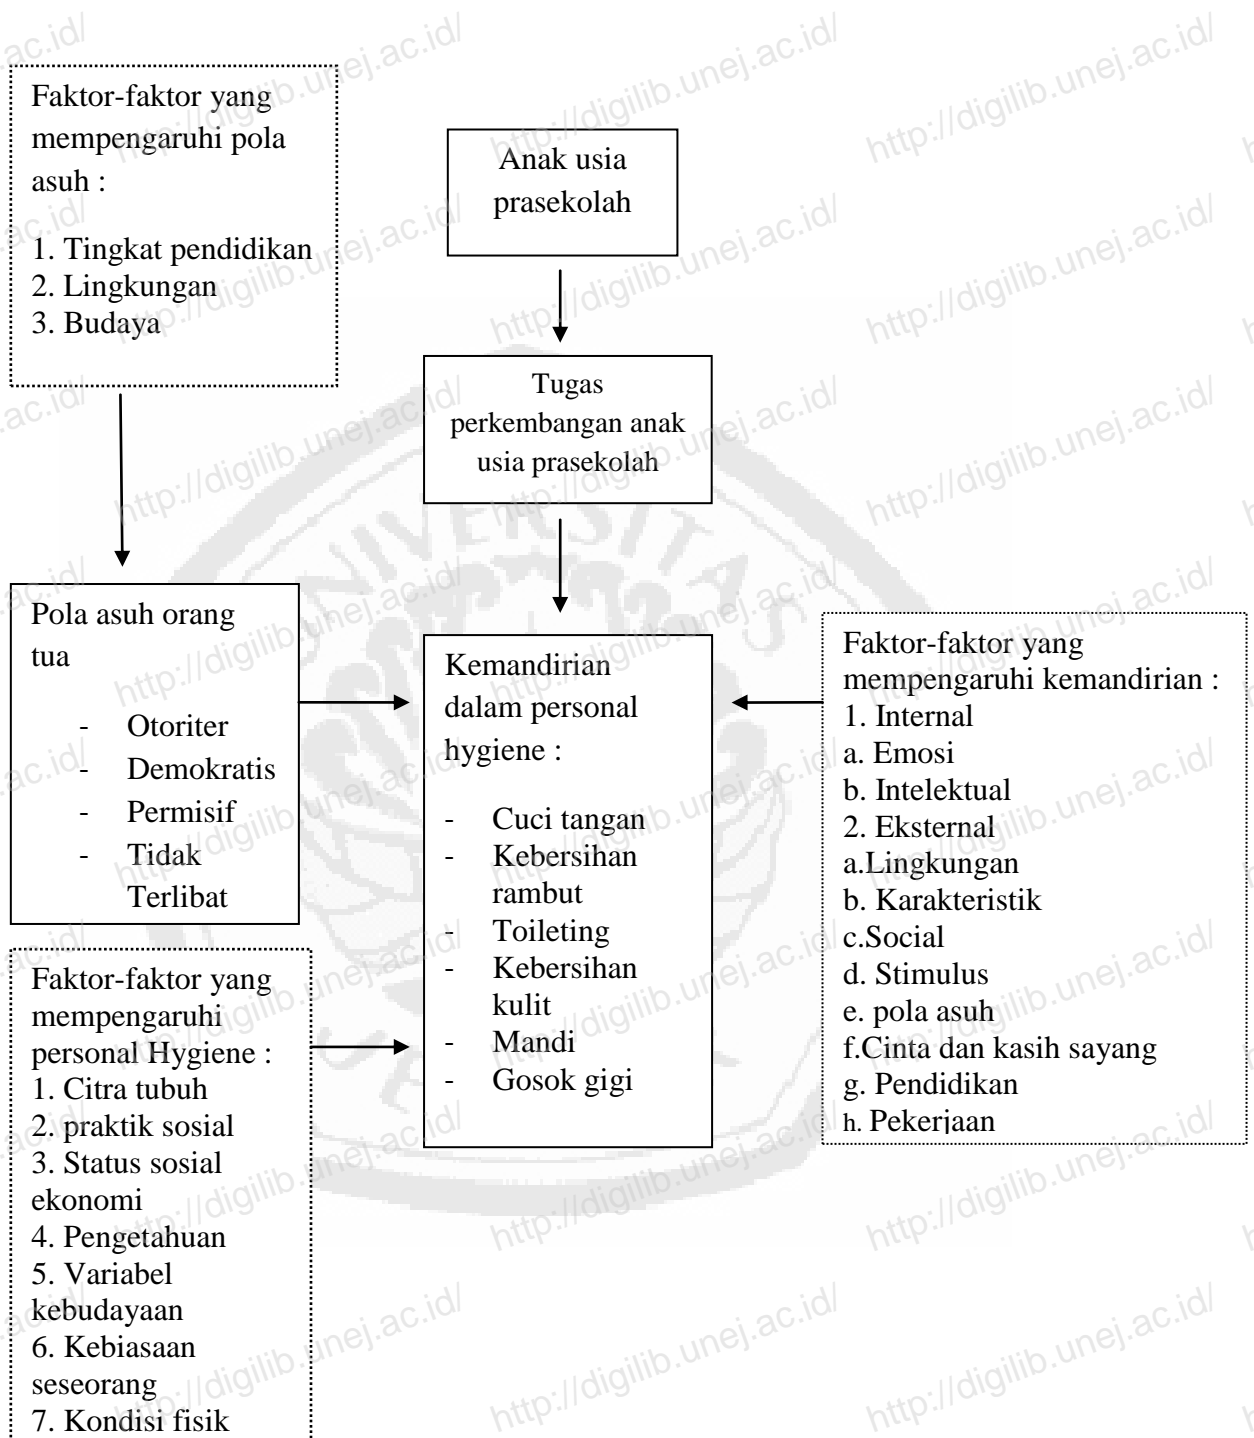 Faktor-faktor yang
mempengaruhi pola
asuh :
1. Tingkat pendidikan
2. Lingkungan
3. Budaya
Anak usia
prasekolah
Tugas
perkembangan anak
usia prasekolah
Pola asuh orang
tua
- Otoriter
- Demokratis
- Permisif
- Tidak
Terlibat
Kemandirian
dalam personal
hygiene :
- Cuci tangan
- Kebersihan
rambut
- Toileting
- Kebersihan
kulit
- Mandi
- Gosok gigi
Faktor-faktor yang
mempengaruhi kemandirian :
1. Internal
a. Emosi
b. Intelektual
2. Eksternal
a.Lingkungan
b. Karakteristik
c.Social
d. Stimulus
e. pola asuh
f.Cinta dan kasih sayang
g. Pendidikan
h. Pekerjaan
Faktor-faktor yang
mempengaruhi
personal Hygiene :
1. Citra tubuh
2. praktik sosial
3. Status sosial
ekonomi
4. Pengetahuan
5. Variabel
kebudayaan
6. Kebiasaan
seseorang
7. Kondisi fisik
UNIVERSITAS
http://digilib.unej.ac.id/